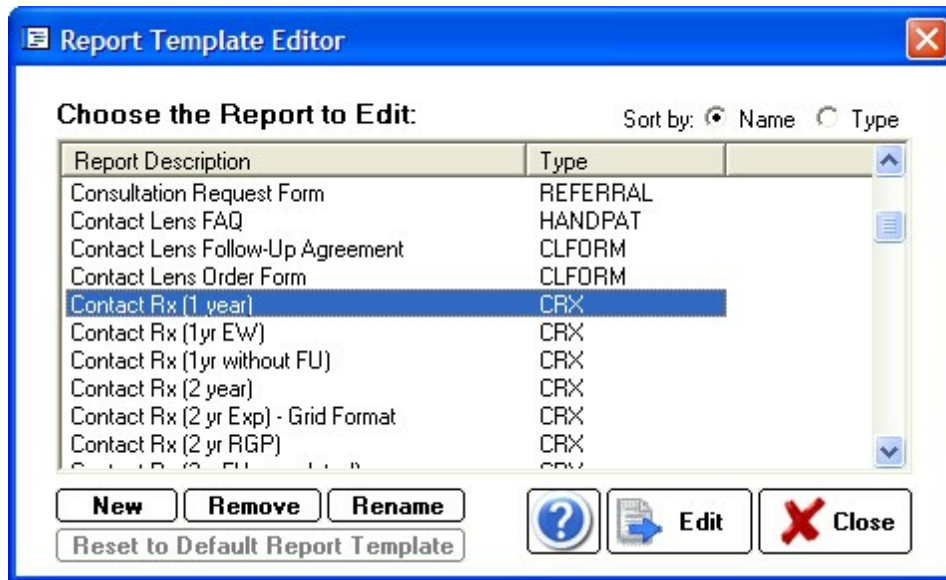 Report Template Editor
Choose the Report to Edit: Sort by: Name Type
Report Description Type
Consultation Request Form REFERRAL
Contact Lens FAQ HANDPAT
Contact Lens Follow-Up Agreement CLFORM
Contact Lens Order Form CLFORM
Contact Rx (1 year) CRX
Contact Rx (1yr EW) CRX
Contact Rx (1yr without FU) CRX
Contact Rx (2 year) CRX
Contact Rx (2 yr Exp) - Grid Format CRX
Contact Rx (2 yr RGP) CRX
New Remove Rename ? Edit Close
Reset to Default Report Template